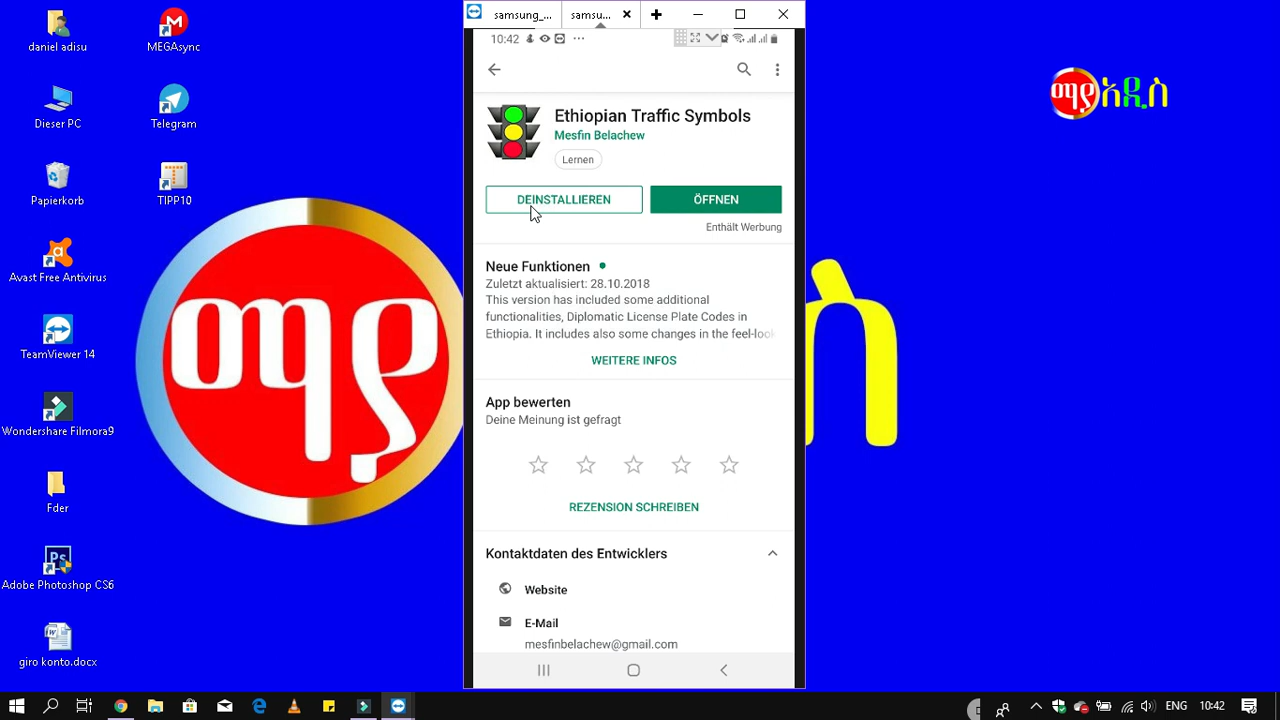 daniel adisu
MEGAsync
Dieser PC
Telegram
Papierkorb
TIPP10
Avast Free Antivirus
TeamViewer 14
Wondershare Filmora9
Fder
Adobe Photoshop CS6
giro konto.docx
ማያ
samsung_...
samsu...
10:42
Ethiopian Traffic Symbols
Mesfin Belachew
Lernen
DEINSTALLIEREN
ÖFFNEN
Enthält Werbung
Neue Funktionen
Zuletzt aktualisiert: 28.10.2018
This version has included some additional
functionalities, Diplomatic License Plate Codes in
Ethiopia. It includes also some changes in the feel-look
WEITERE INFOS
App bewerten
Deine Meinung ist gefragt
REZENSION SCHREIBEN
Kontaktdaten des Entwicklers
Website
E-Mail
mesfinbelachew@gmail.com
ማያአዲስ
ስ
ENG
10:42